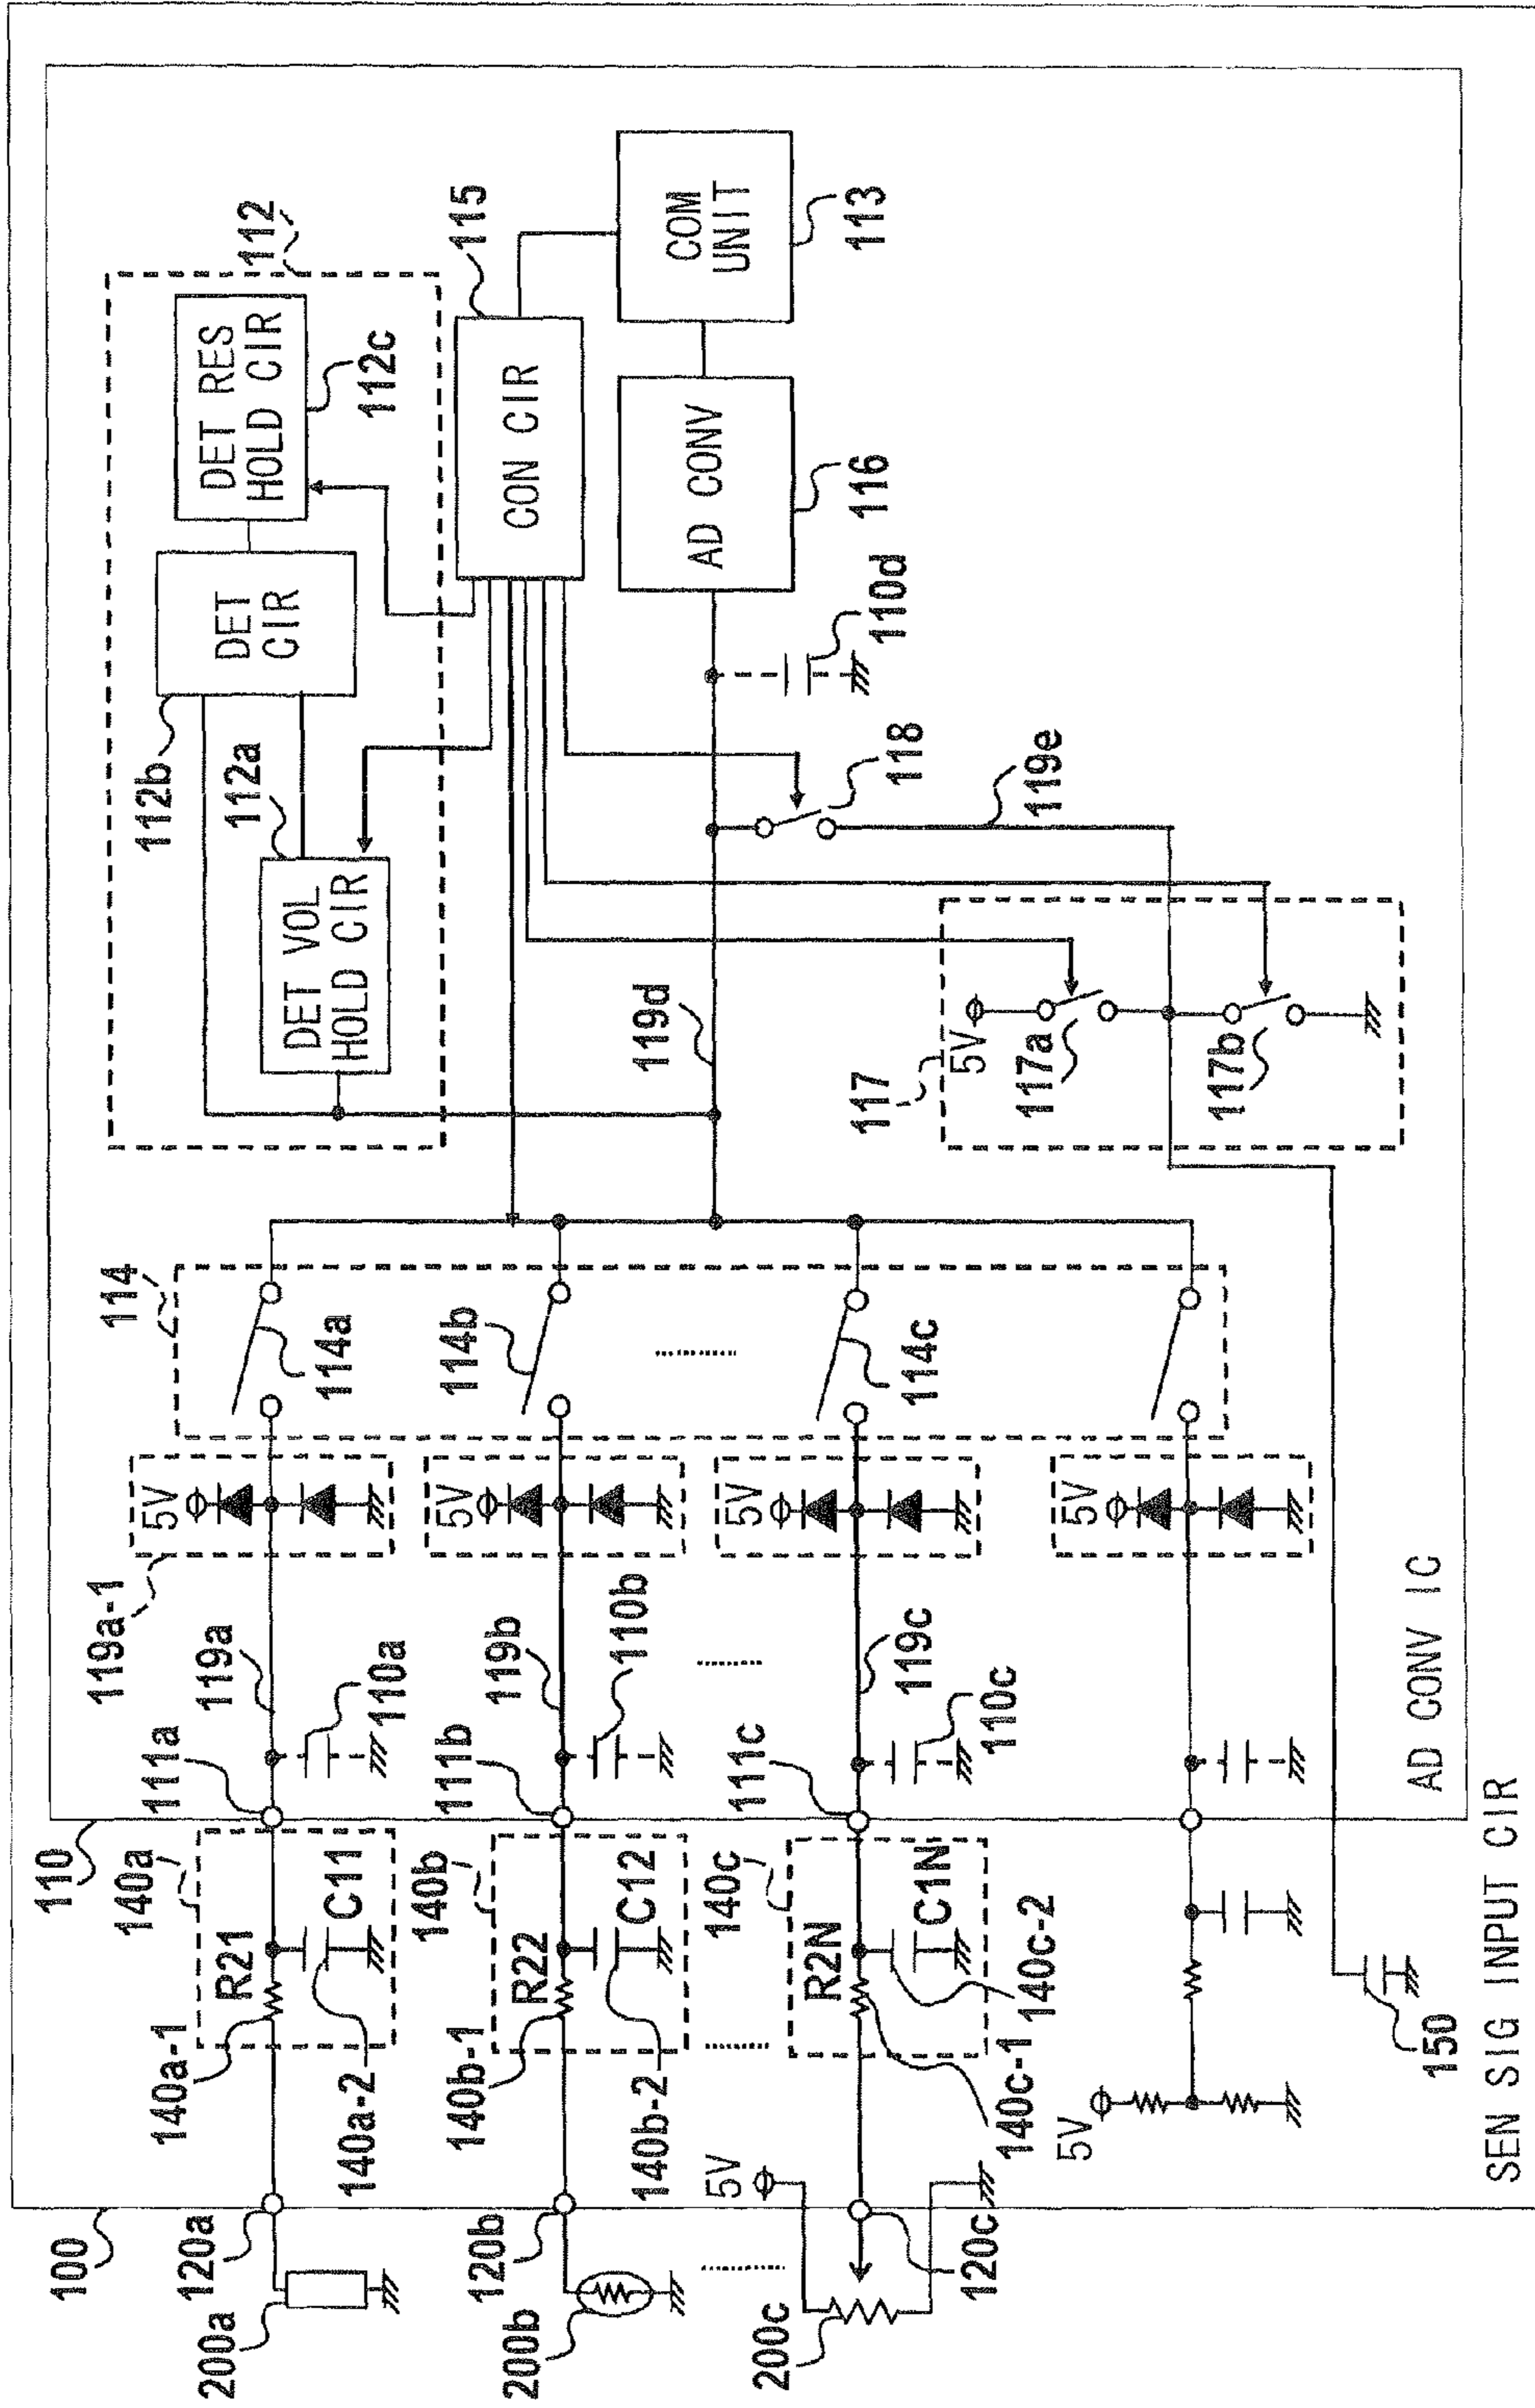 100
110
112
112b
DET CIR
DET RES
HOLD CIR
112c
112a
DET VOL
HOLD CIR
115
CON CIR
COM
UNIT
113
AD CONV
116
110d
118
119e
119d
117
5V
117a
117b
114
114a
114b
114c
5V
119a-1
119a
110a
111a
140a
R21
C11
140a-1
140a-2
120a
200a
5V
119b
110b
111b
140b
R22
C12
140b-1
140b-2
120b
200b
5V
119c
110c
111c
140c
R2N
C1N
140c-2
140c-1
5V
120c
200c
5V
5V
150
AD CONV IC
SEN SIG INPUT CIR